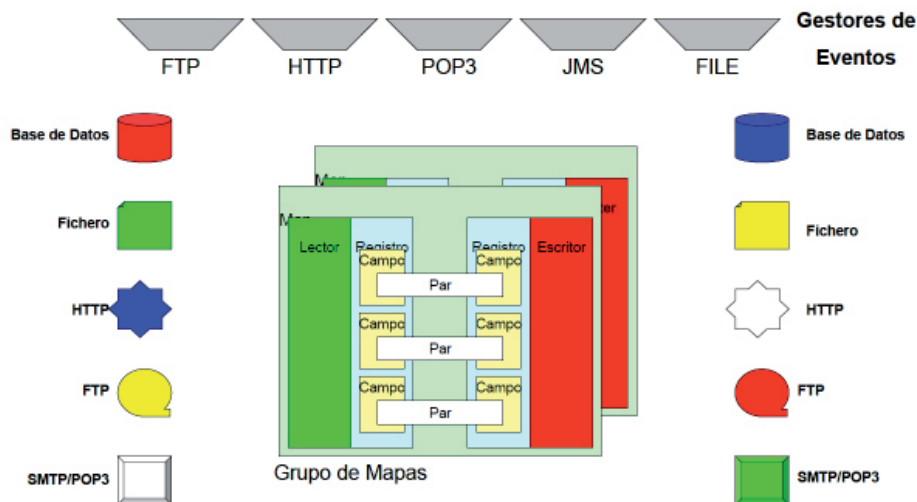 Gestores de
Eventos
FTP
HTTP
POP3
JMS
FILE
Base de Datos
Base de Datos
Fichero
Fichero
HTTP
HTTP
FTP
FTP
SMTP/POP3
SMTP/POP3
Lector
Registro
Registro
Escritor
Campo
Campo
Par
Campo
Campo
Par
Campo
Campo
Par
Grupo de Mapas